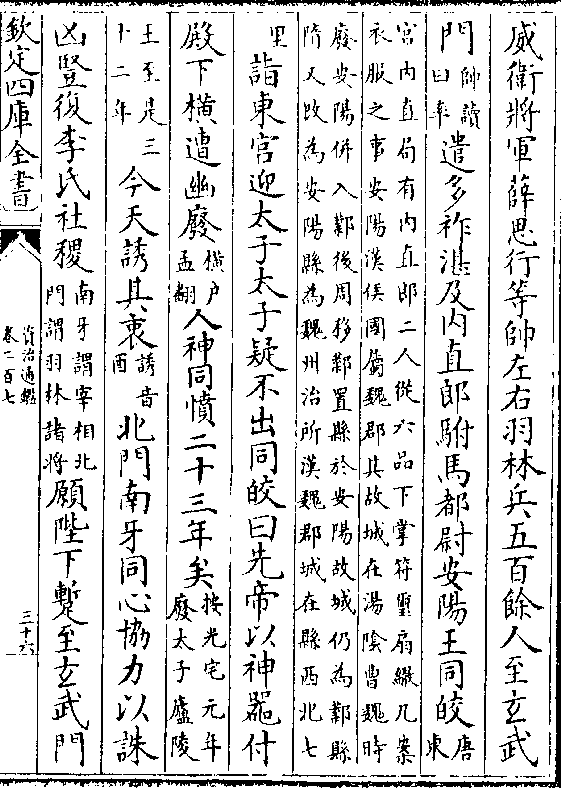 威衛將軍薛思行等帥左右羽林兵五百餘人至玄武
門帥讀曰率遣多祚湛及内直郎駙馬都尉安陽王同皎唐東
宮内直局有内直郎二人從六品下掌符璽扇繖几案
衣服之事安陽漢侯國屬魏郡其故城在湯陰曹魏時
廢安陽併入鄴後周移鄴置縣於安陽故城仍為鄴縣
隋又改為安陽縣為魏州治所漢魏郡城在縣西北七
里詣東宮迎太子太子疑不出同皎曰先帝以神器付
殿下橫遭幽廢橫户孟翻人神同憤二十三年矣按光宅元年廢太子廬陵
王至是三十二年今天誘其衷誘音酉北門南牙同心協力以誅
凶豎復李氏社稷南牙謂宰相北門謂羽林諸將願陛下蹔至玄武門
欽定四庫全書
資治通鑑
卷二百七
三十六